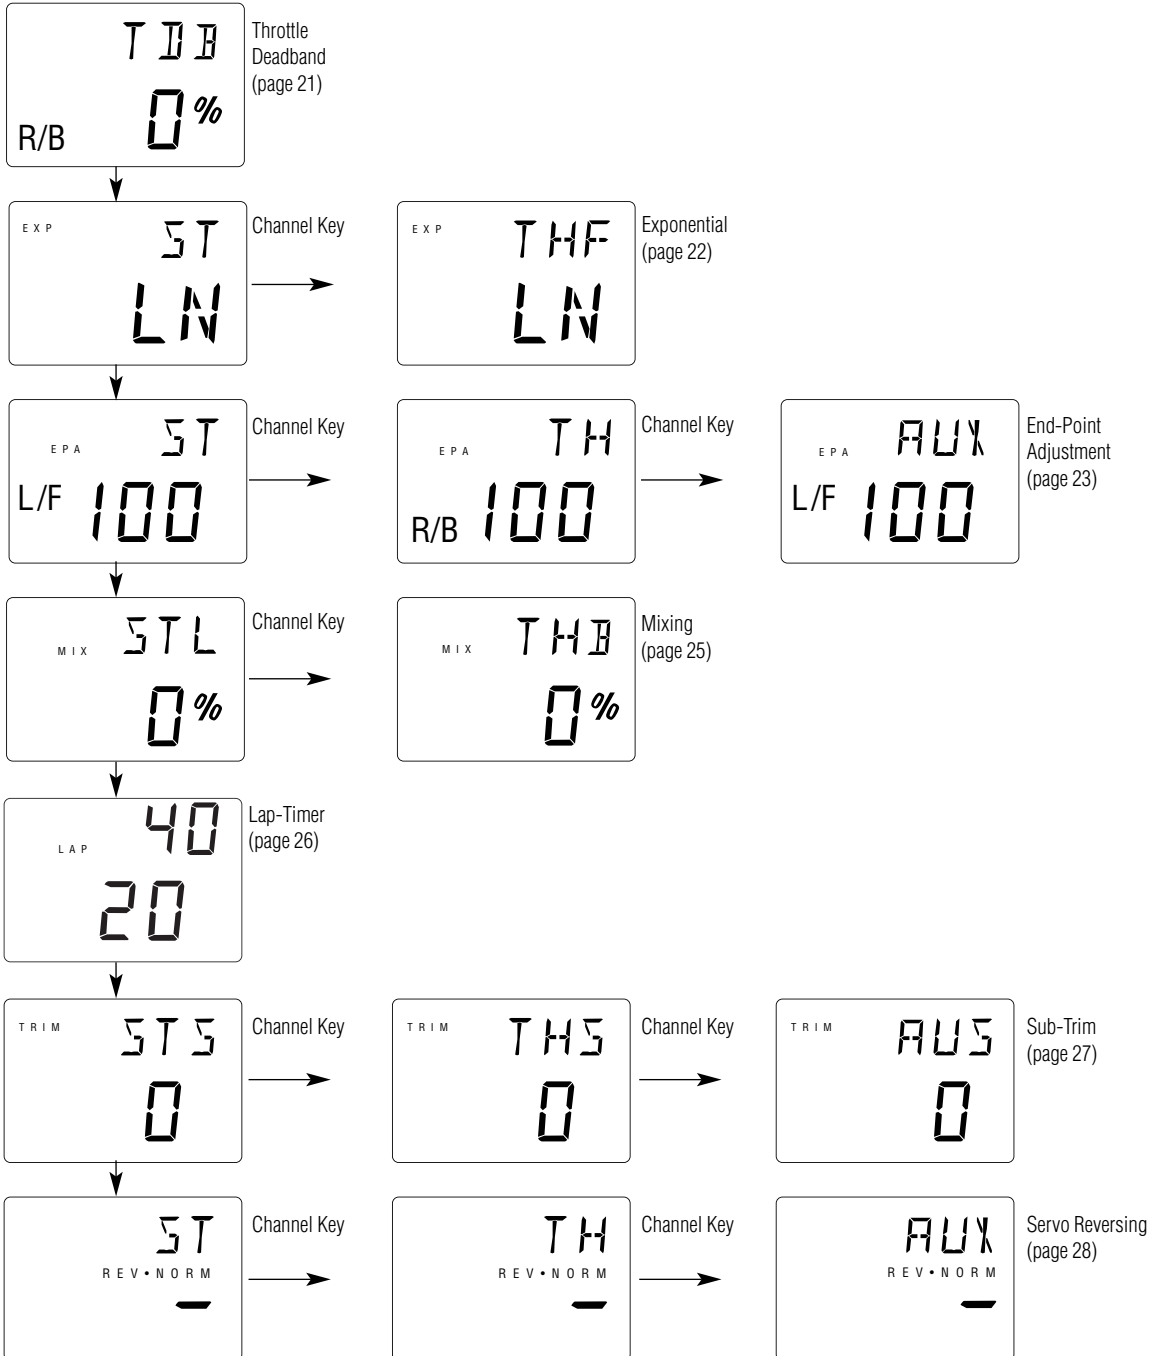 TDB
0%
R/B
Throttle
Deadband
(page 21)
EXP
ST
LN
Channel Key
EXP
THF
LN
Exponential
(page 22)
EPA
ST
L/F 100
Channel Key
EPA
TH
R/B 100
Channel Key
EPA
AUX
L/F 100
End-Point
Adjustment
(page 23)
MIX
STL
0%
Channel Key
MIX
THB
0%
Mixing
(page 25)
LAP
40
20
Lap-Timer
(page 26)
TRIM
STS
0
Channel Key
TRIM
THS
0
Channel Key
TRIM
AUS
0
Sub-Trim
(page 27)
ST
REV•NORM
Channel Key
TH
REV•NORM
Channel Key
AUX
REV•NORM
Servo Reversing
(page 28)